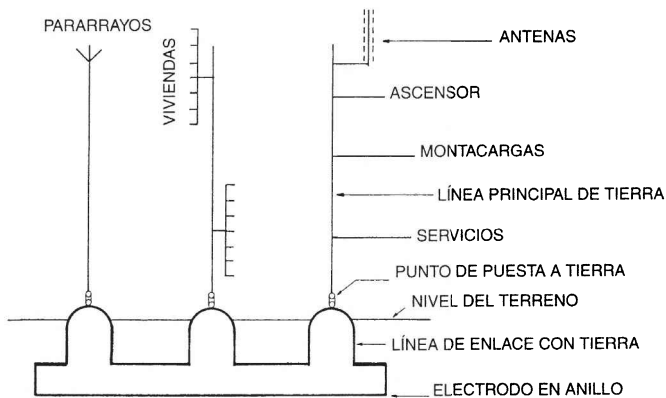 PARARRAYOS
VIVIENDAS
ANTENAS
ASCENSOR
MONTACARGAS
LÍNEA PRINCIPAL DE TIERRA
SERVICIOS
PUNTO DE PUESTA A TIERRA
NIVEL DEL TERRENO
LÍNEA DE ENLACE CON TIERRA
ELECTRODO EN ANILLO